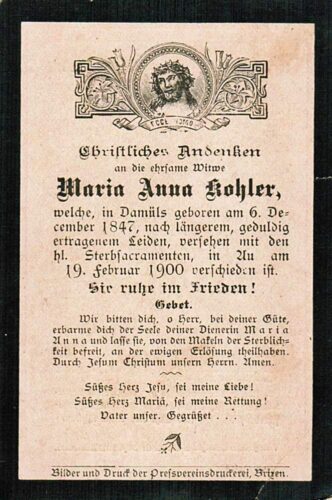 ECCE HOMO
Christliches Andenken
an die ehrsame Witwe
Maria Anna Kohler,
welche, in Damüls geboren am 6. De-
cember 1847, nach längerem, geduldig
ertragenem Leiden, versehen mit den
hl. Sterbsacramenten, in Au am
19. Februar 1900 verschieden ist.
Sie ruhe im Frieden!
Gebet.
Wir bitten dich, o Herr, bei deiner Güte,
erbarme dich der Seele deiner Dienerin Maria
Anna und lasse sie, von den Makeln der Sterblich-
keit befreit, an der ewigen Erlösung theilhaben.
Durch Jesum Christum unsern Herrn. Amen.
Süßes Herz Jesu, sei meine Liebe!
Süßes Herz Mariä, sei meine Rettung!
Vater unser. Gegrüßet . . .
Bilder und Druck der Pressvereinsdruckerei, Brixen.